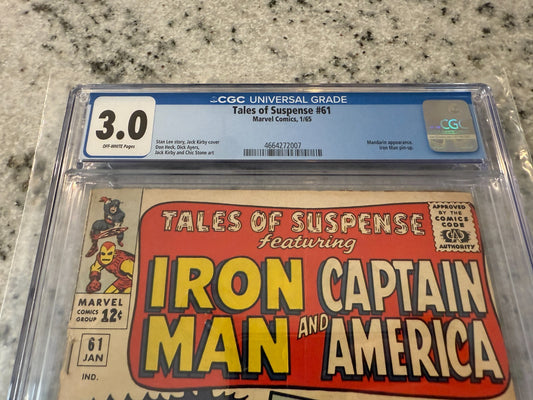 CGC UNIVERSAL GRADE
3.0
OFF-WHITE Pages
Tales of Suspense #61
Marvel Comics, 1/65
Stan Lee story, Jack Kirby cover
Don Heck, Dick Ayers,
Jack Kirby and Chic Stone art
4664272007
Mandarin appearance.
Iron Man pin-up.
CGC
TALES OF SUSPENSE
featuring
IRON MAN
AND
CAPTAIN AMERICA
APPROVED
BY THE
COMICS
CODE
AUTHORITY
MARVEL
COMICS
GROUP
12¢
61
JAN
IND.